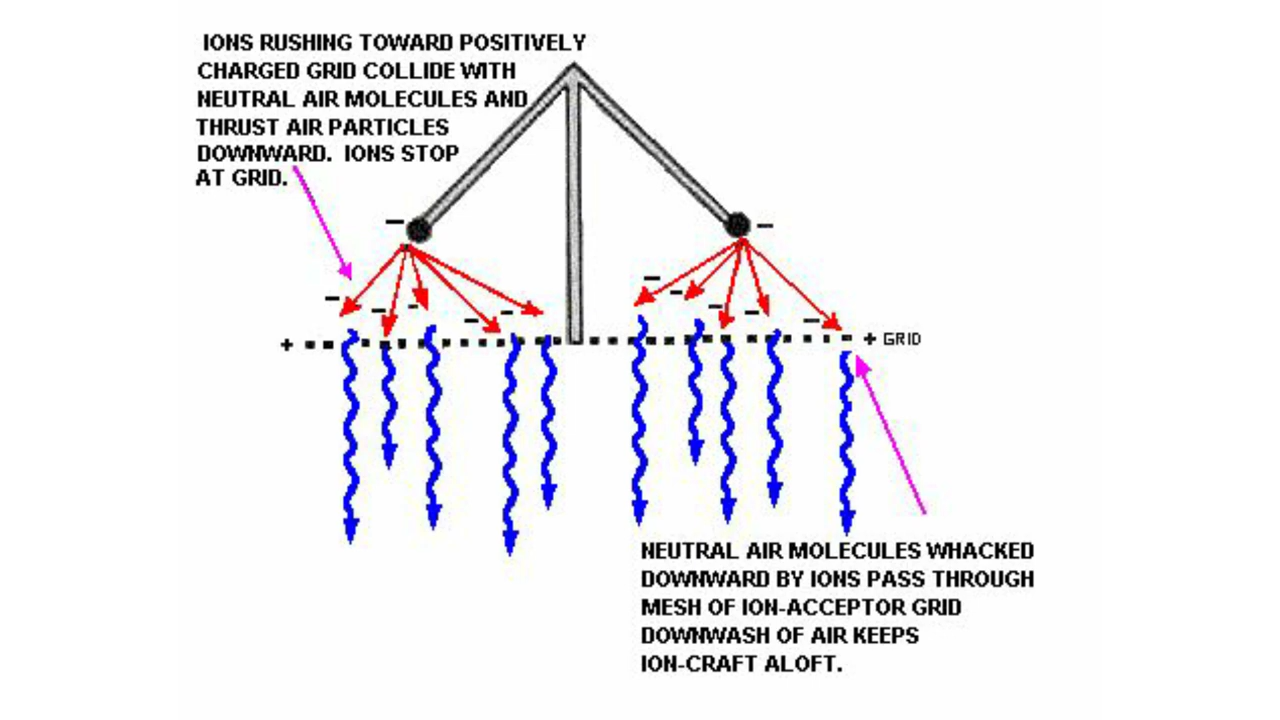 IONS RUSHING TOWARD POSITIVELY
CHARGED GRID COLLIDE WITH
NEUTRAL AIR MOLECULES AND
THRUST AIR PARTICLES
DOWNWARD. IONS STOP
AT GRID.
− −
− − − − − − − − − −
+ + GRID
NEUTRAL AIR MOLECULES WHACKED
DOWNWARD BY IONS PASS THROUGH
MESH OF ION-ACCEPTOR GRID
DOWNWASH OF AIR KEEPS
ION-CRAFT ALOFT.